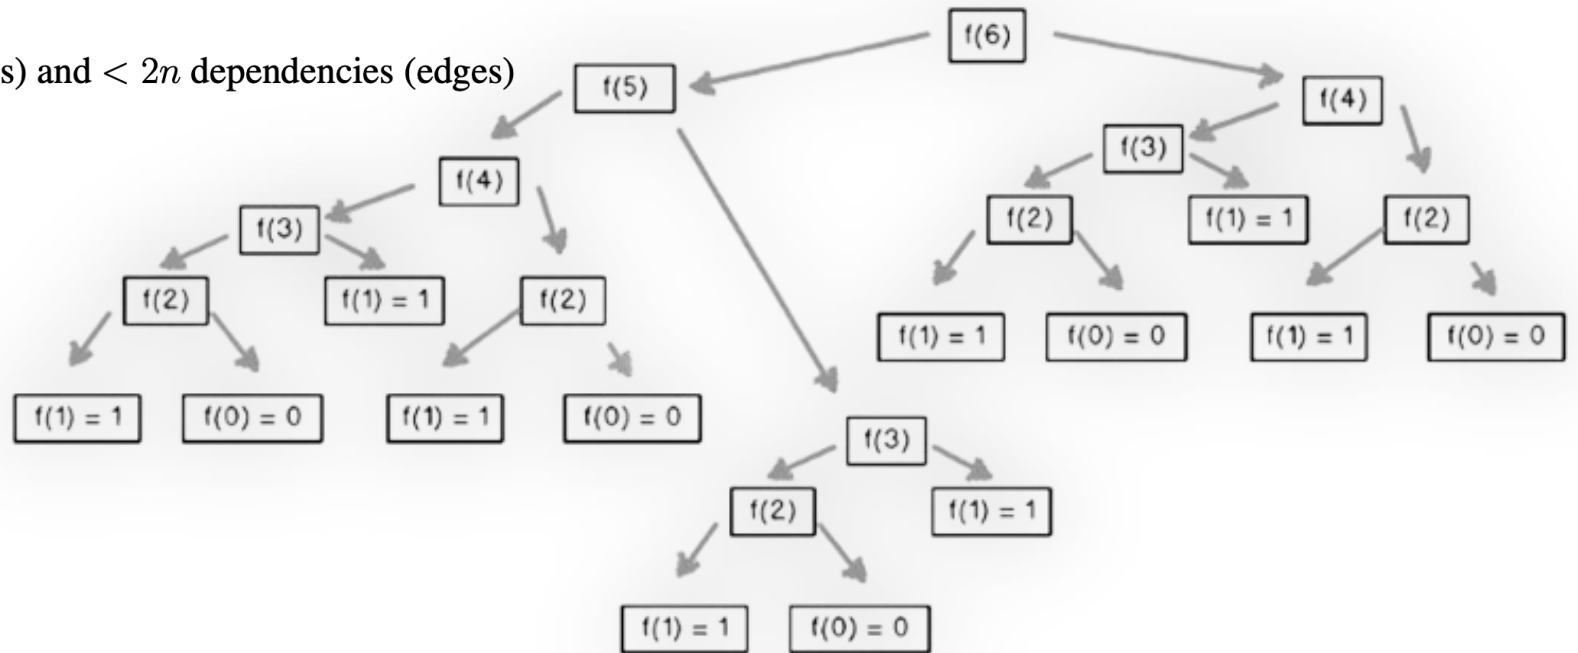 f(6)
s) and < 2n dependencies (edges)
f(5)
f(4)
f(3)
f(4)
f(2) f(1) = 1 f(2)
f(3)
f(2) f(1) = 1 f(2)
f(1) = 1 f(0) = 0 f(1) = 1 f(0) = 0
f(1) = 1 f(0) = 0 f(1) = 1 f(0) = 0
f(3)
f(2) f(1) = 1
f(1) = 1 f(0) = 0